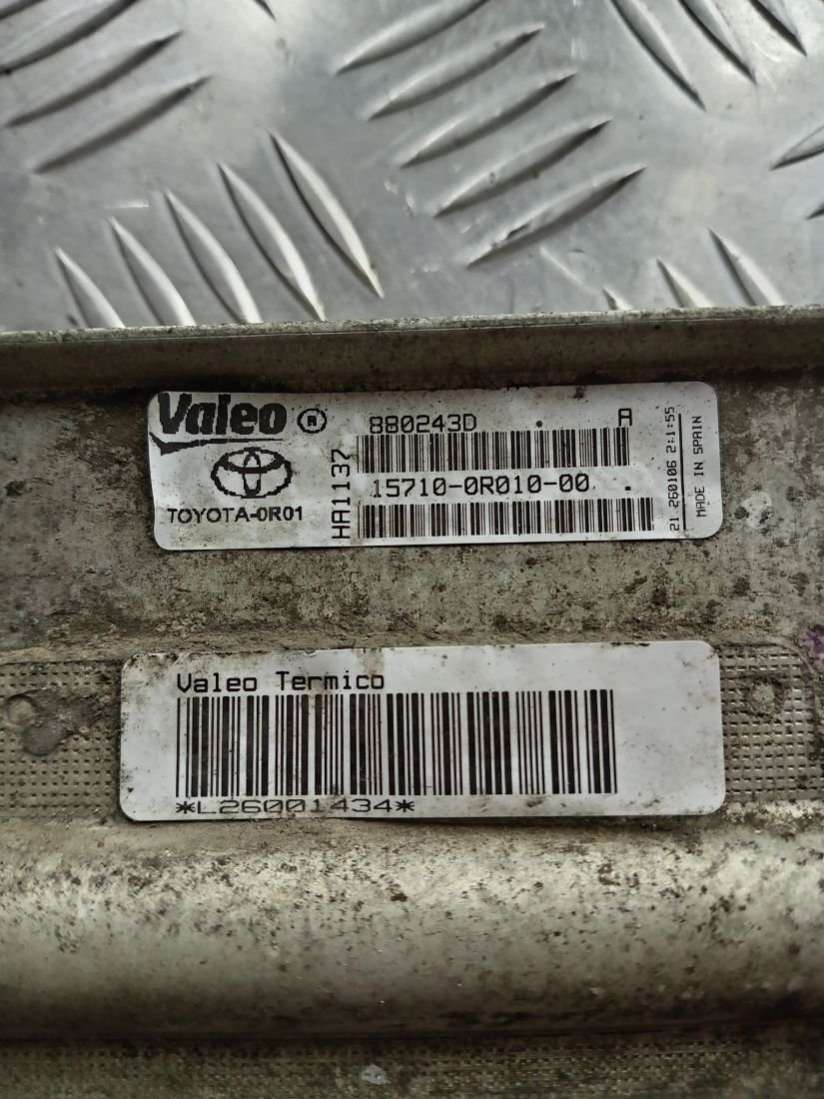 Valeo ®
880243D
A
HA1137
15710-0R010-00
TOYOTA-0R01
21 260106 2:1:55
MADE IN SPAIN
Valeo Termico
*L26001434*